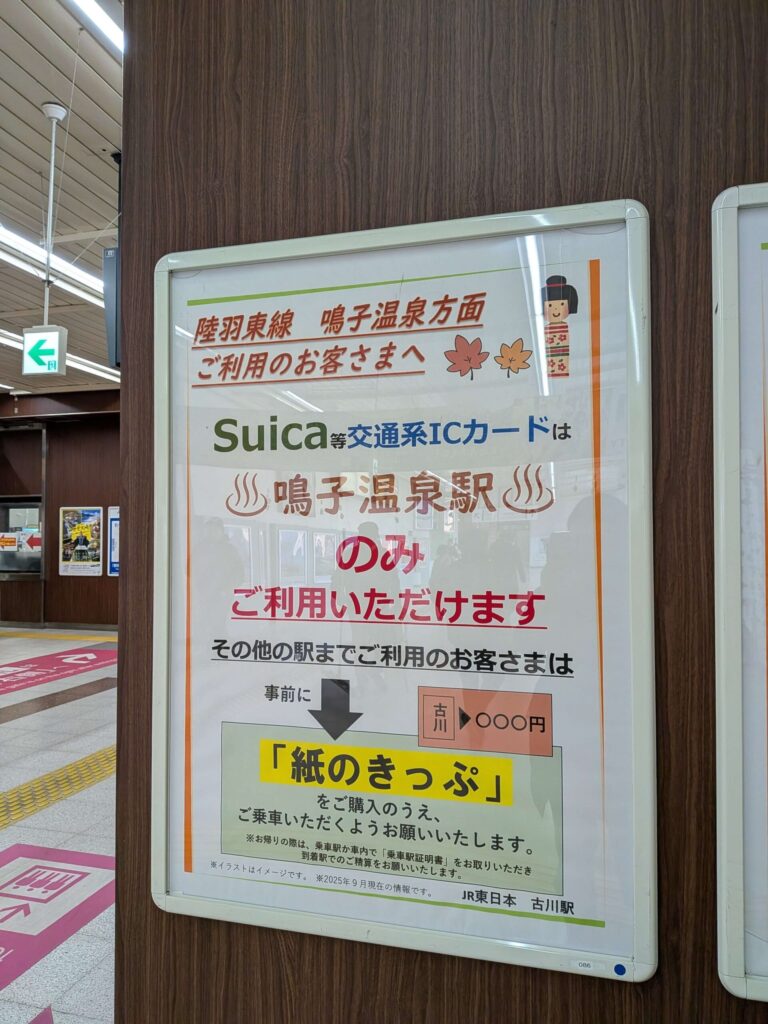 陸羽東線　鳴子温泉方面
ご利用のお客さまへ
Suica等交通系ICカードは
鳴子温泉駅
のみ
ご利用いただけます
その他の駅までご利用のお客さまは
事前に
古川▶○○○円
「紙のきっぷ」
をご購入のうえ、
ご乗車いただくようお願いいたします。
※お帰りの際は、乗車駅か車内で「乗車駅証明書」をお取りいただき
到着駅でのご精算をお願いいたします。
※イラストはイメージです。 ※2025年9月現在の情報です。
JR東日本　古川駅
086